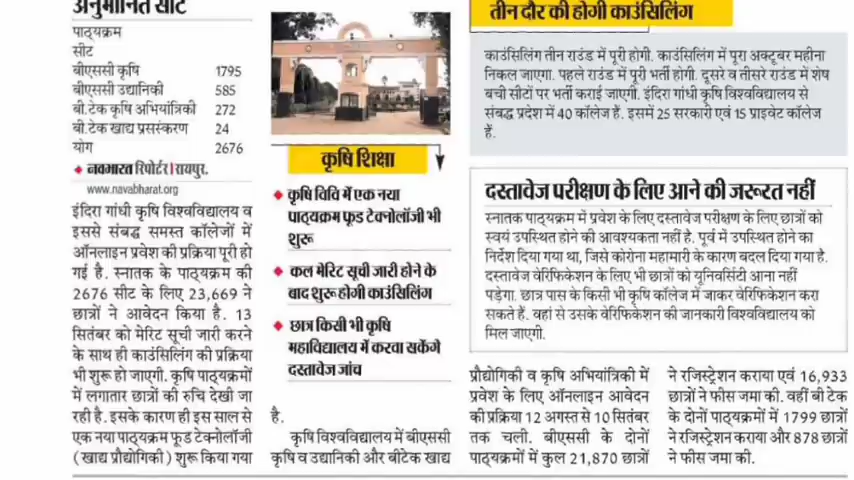 अनुमानित सीट
पाठ्यक्रम
सीट
बीएससी कृषि 1795
बीएससी उद्यानिकी 585
बी.टेक कृषि अभियांत्रिकी 272
बी.टेक खाद्य प्रसंस्करण 24
योग 2676
नवभारत रिपोर्टर। रायपुर.
www.navabharat.org
इंदिरा गांधी कृषि विश्वविद्यालय व
इससे संबद्ध समस्त कॉलेजों में
ऑनलाइन प्रवेश की प्रक्रिया पूरी हो
गई है. स्नातक के पाठ्यक्रम की
2676 सीट के लिए 23,669 ने
छात्रों ने आवेदन किया है. 13
सितंबर को मेरिट सूची जारी करने
के साथ ही काउंसिलिंग की प्रक्रिया
भी शुरू हो जाएगी. कृषि पाठ्यक्रमों
में लगातार छात्रों की रुचि देखी जा
रही है. इसके कारण ही इस साल से
एक नया पाठ्यक्रम फूड टेक्नोलॉजी
(खाद्य प्रौद्योगिकी) शुरू किया गया
कृषि शिक्षा
कृषि विवि में एक नया
पाठ्यक्रम फूड टेक्नोलॉजी भी
शुरू
कल मेरिट सूची जारी होने के
बाद शुरू होगी काउंसिलिंग
छात्र किसी भी कृषि
महाविद्यालय में करवा सकेंगे
दस्तावेज जांच
है.
कृषि विश्वविद्यालय में बीएससी
कृषि व उद्यानिकी और बीटेक खाद्य
तीन दौर की होगी काउंसिलिंग
काउंसिलिंग तीन राउंड में पूरी होगी. काउंसिलिंग में पूरा अक्टूबर महीना
निकल जाएगा. पहले राउंड में पूरी भर्ती होगी. दूसरे व तीसरे राउंड में शेष
बची सीटों पर भर्ती कराई जाएगी. इंदिरा गांधी कृषि विश्वविद्यालय से
संबद्ध प्रदेश में 40 कॉलेज हैं. इसमें 25 सरकारी एवं 15 प्राइवेट कॉलेज
हैं.
दस्तावेज परीक्षण के लिए आने की जरूरत नहीं
स्नातक पाठ्यक्रम में प्रवेश के लिए दस्तावेज परीक्षण के लिए छात्रों को
स्वयं उपस्थित होने की आवश्यकता नहीं है. पूर्व में उपस्थित होने का
निर्देश दिया गया था, जिसे कोरोना महामारी के कारण बदल दिया गया है.
दस्तावेज वेरिफिकेशन के लिए भी छात्रों को यूनिवर्सिटी आना नहीं
पड़ेगा. छात्र पास के किसी भी कृषि कॉलेज में जाकर वेरिफिकेशन करा
सकते हैं. वहां से उसके वेरिफिकेशन की जानकारी विश्वविद्यालय को
मिल जाएगी.
प्रौद्योगिकी व कृषि अभियांत्रिकी में
प्रवेश के लिए ऑनलाइन आवेदन
की प्रक्रिया 12 अगस्त से 10 सितंबर
तक चली. बीएससी के दोनों
पाठ्यक्रमों में कुल 21,870 छात्रों
ने रजिस्ट्रेशन कराया एवं 16,933
छात्रों ने फीस जमा की. वहीं बी टेक
के दोनों पाठ्यक्रमों में 1799 छात्रों
ने रजिस्ट्रेशन कराया और 878 छात्रों
ने फीस जमा की.